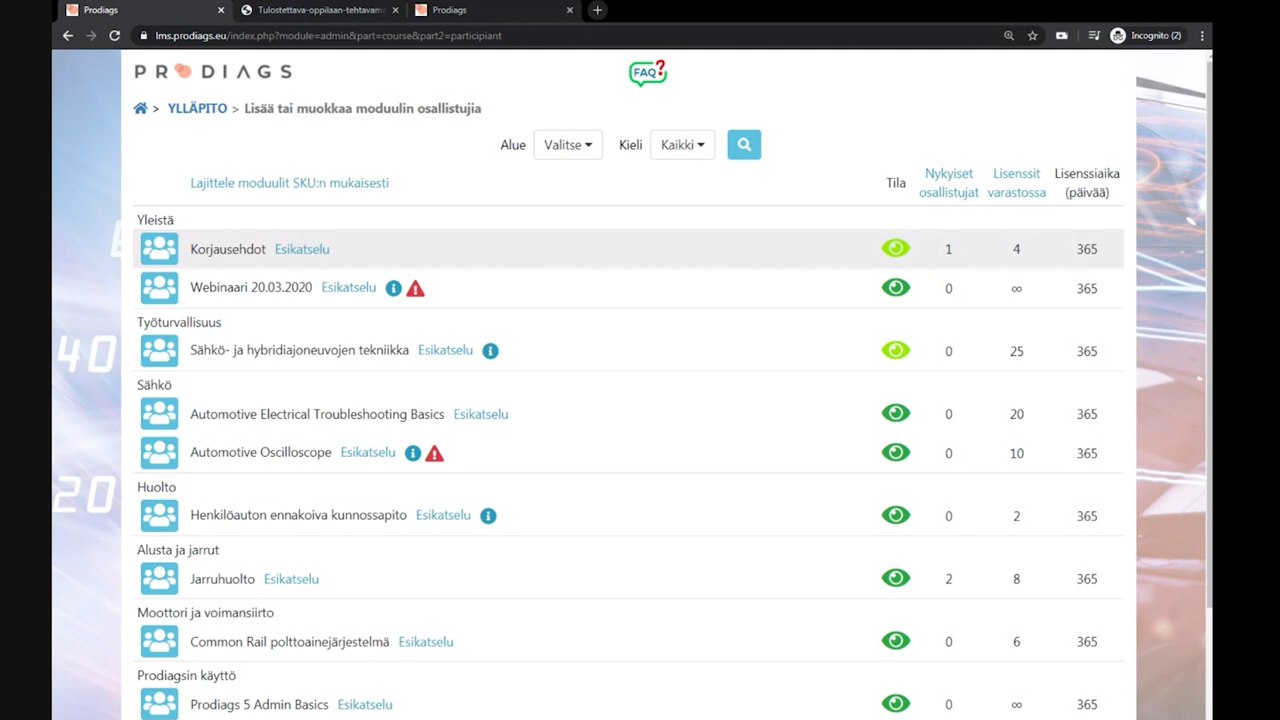 Prodiags
Tulostettava-oppilaan-tehtavam
Prodiags
lms.prodiags.eu/index.php?module=admin&part=course&part2=participiant
Incognito (2)
PRODIAGS
FAQ?
> YLLÄPITO > Lisää tai muokkaa moduulin osallistujia
Alue Valitse Kieli Kaikki
Lajittele moduulit SKU:n mukaisesti Tila Nykyiset osallistujat Lisenssit varastossa Lisenssiaika (päivää)
Yleistä
Korjausehdot Esikatselu 1 4 365
Webinaari 20.03.2020 Esikatselu 0 ∞ 365
Työturvallisuus
Sähkö- ja hybridiajoneuvojen tekniikka Esikatselu 0 25 365
Sähkö
Automotive Electrical Troubleshooting Basics Esikatselu 0 20 365
Automotive Oscilloscope Esikatselu 0 10 365
Huolto
Henkilöauton ennakoiva kunnossapito Esikatselu 0 2 365
Alusta ja jarrut
Jarruhuolto Esikatselu 2 8 365
Moottori ja voimansiirto
Common Rail polttoainejärjestelmä Esikatselu 0 6 365
Prodiagsin käyttö
Prodiags 5 Admin Basics Esikatselu 0 ∞ 365
40
20